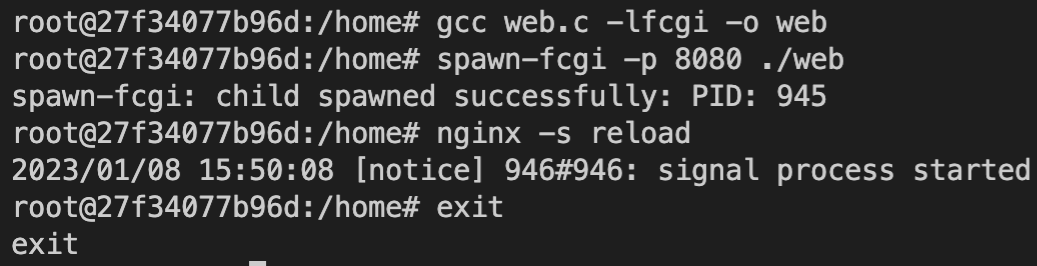 root@27f34077b96d:/home# gcc web.c -lfcgi -o web
root@27f34077b96d:/home# spawn-fcgi -p 8080 ./web
spawn-fcgi: child spawned successfully: PID: 945
root@27f34077b96d:/home# nginx -s reload
2023/01/08 15:50:08 [notice] 946#946: signal process started
root@27f34077b96d:/home# exit
exit